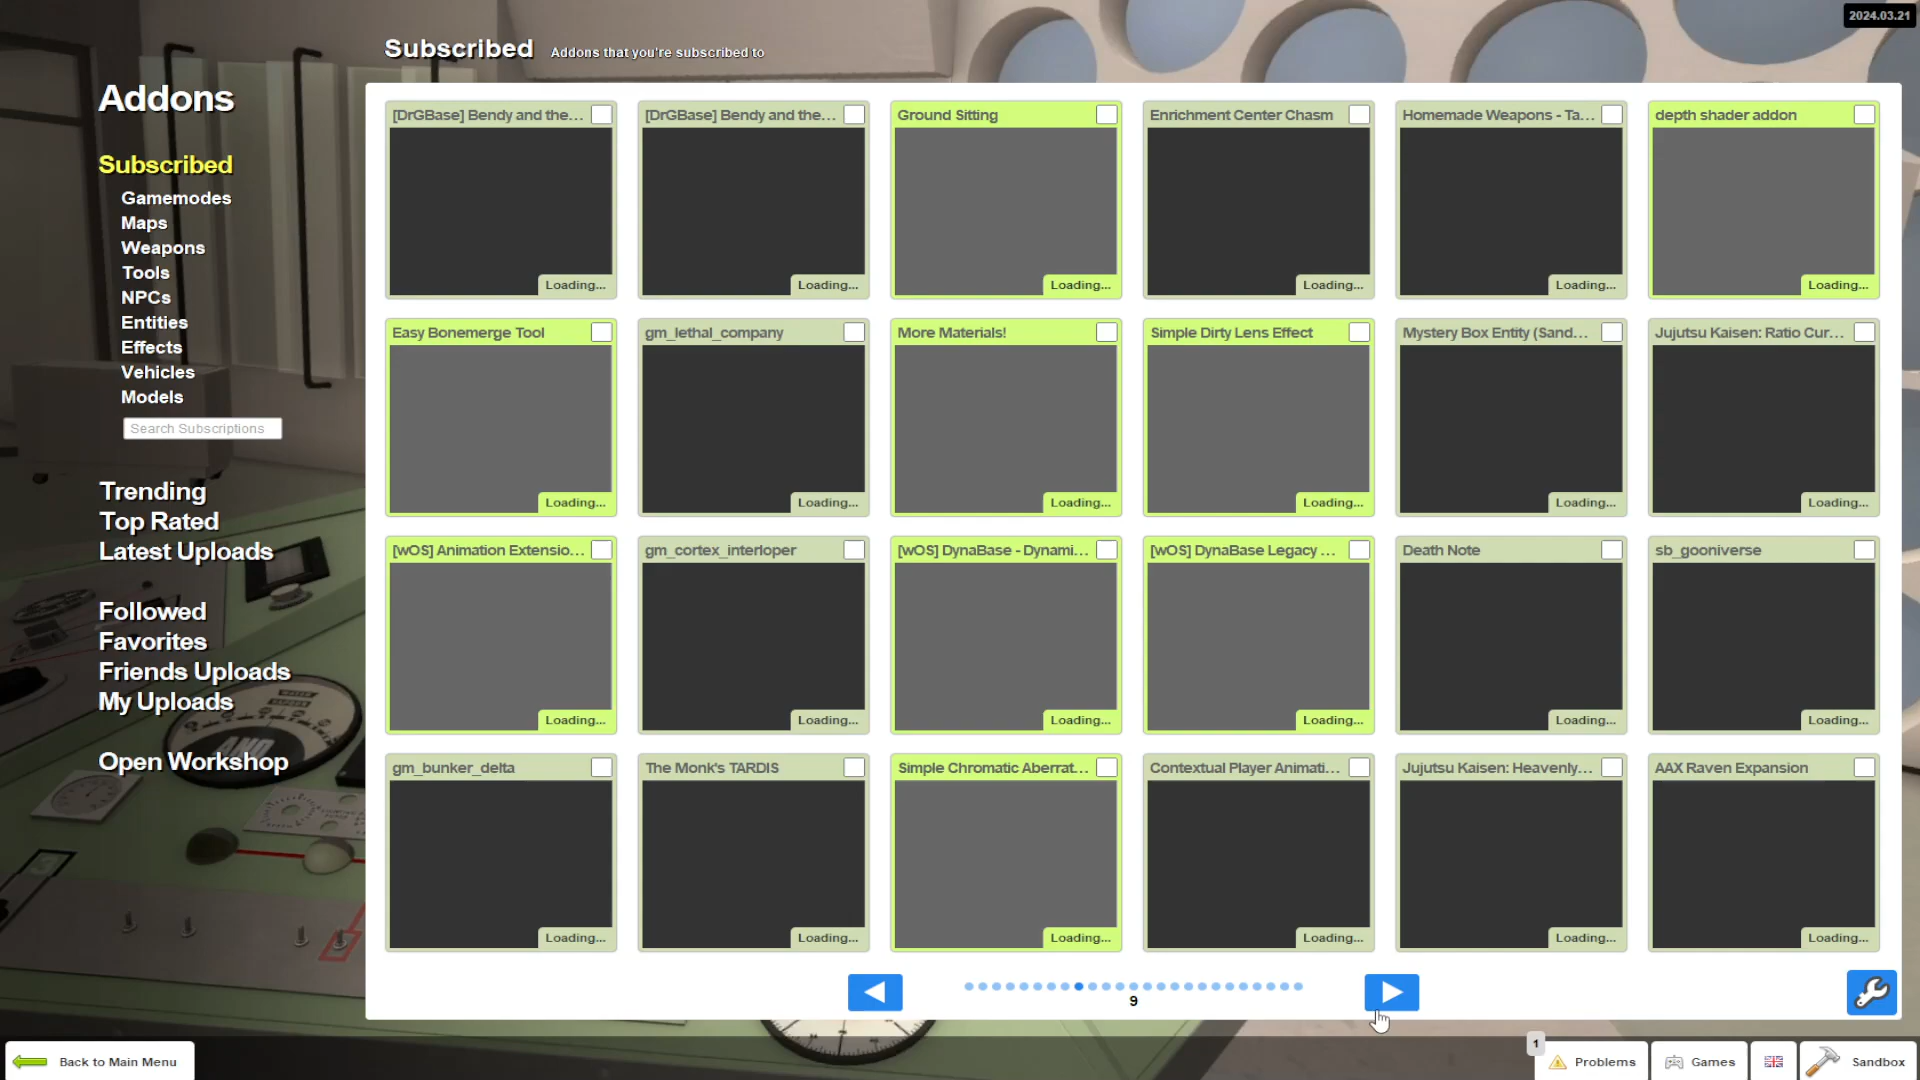 2024.03.21
Subscribed Addons that you're subscribed to
Addons
Subscribed
Gamemodes
Maps
Weapons
Tools
NPCs
Entities
Effects
Vehicles
Models
Search Subscriptions
Trending
Top Rated
Latest Uploads
Followed
Favorites
Friends Uploads
My Uploads
Open Workshop
[DrGBase] Bendy and the...
Loading...
[DrGBase] Bendy and the...
Loading...
Ground Sitting
Loading...
Enrichment Center Chasm
Loading...
Homemade Weapons - Ta...
Loading...
depth shader addon
Loading...
Easy Bonemerge Tool
Loading...
gm_lethal_company
Loading...
More Materials!
Loading...
Simple Dirty Lens Effect
Loading...
Mystery Box Entity (Sand...
Loading...
Jujutsu Kaisen: Ratio Cur...
Loading...
[wOS] Animation Extensio...
Loading...
gm_cortex_interloper
Loading...
[wOS] DynaBase - Dynami...
Loading...
[wOS] DynaBase Legacy ...
Loading...
Death Note
Loading...
sb_gooniverse
Loading...
gm_bunker_delta
Loading...
The Monk's TARDIS
Loading...
Simple Chromatic Aberrat...
Loading...
Contextual Player Animati...
Loading...
Jujutsu Kaisen: Heavenly...
Loading...
AAX Raven Expansion
Loading...
9
Back to Main Menu
1
Problems
Games
Sandbox